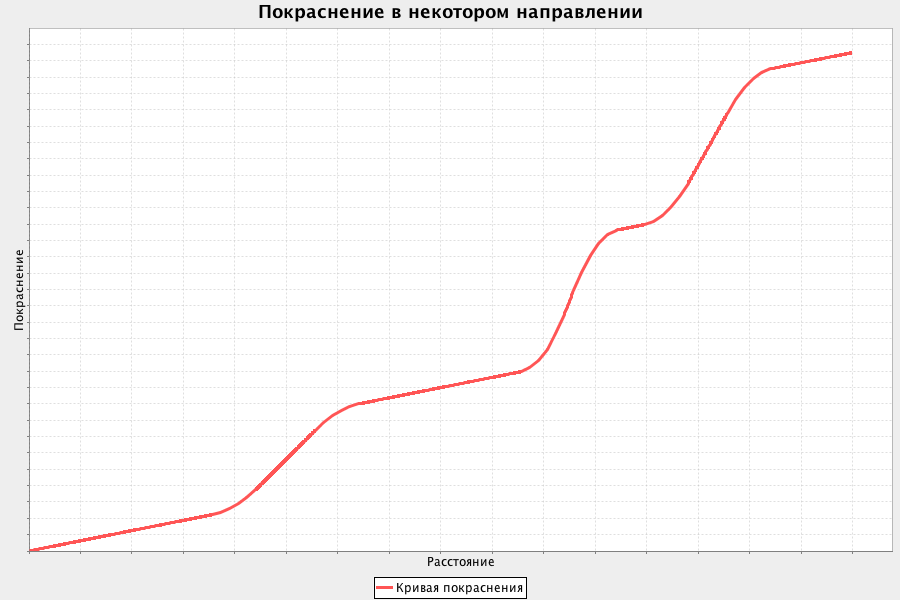 Покраснение в некотором направлении
Покраснение
Расстояние
Кривая покраснения